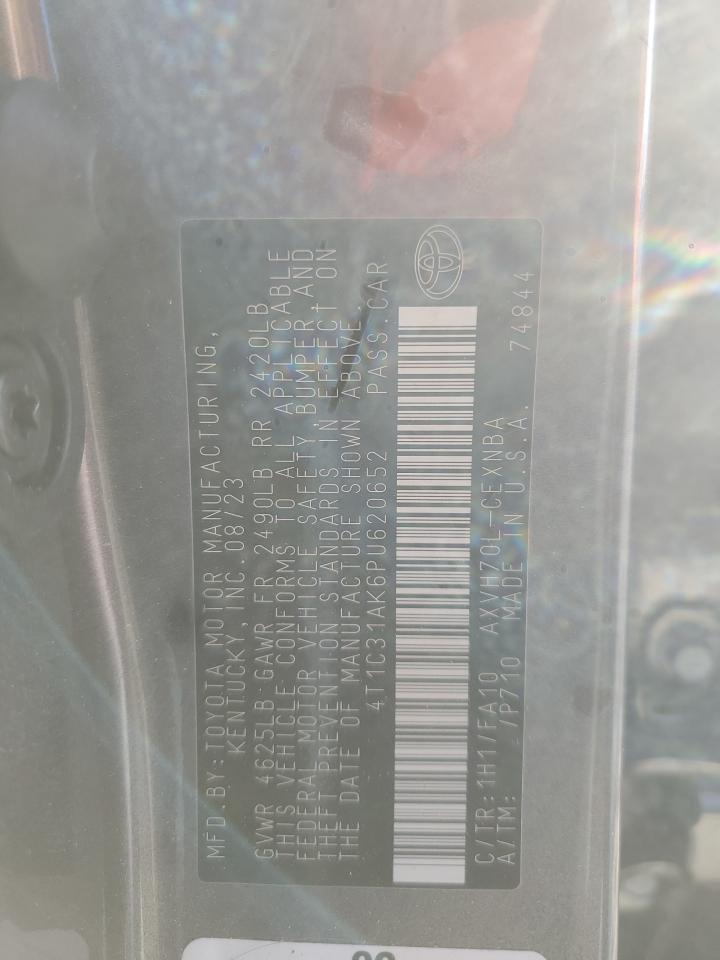 MFD.BY:TOYOTA MOTOR MANUFACTURING,
KENTUCKY,INC.08/23
GVWR 4625LB GAWR FR 2490LB RR 2420LB
THIS VEHICLE CONFORMS TO ALL APPLICABLE
FEDERAL MOTOR VEHICLE SAFETY, BUMPER, AND
THEFT PREVENTION STANDARDS IN EFFECT ON
THE DATE OF MANUFACTURE SHOWN ABOVE.
4T1C31AK6PU620652 PASS.CAR
C/TR:1H1/FA10 AXVH70L-CEXNBA
A/TM: /P710 MADE IN U.S.A. 74844